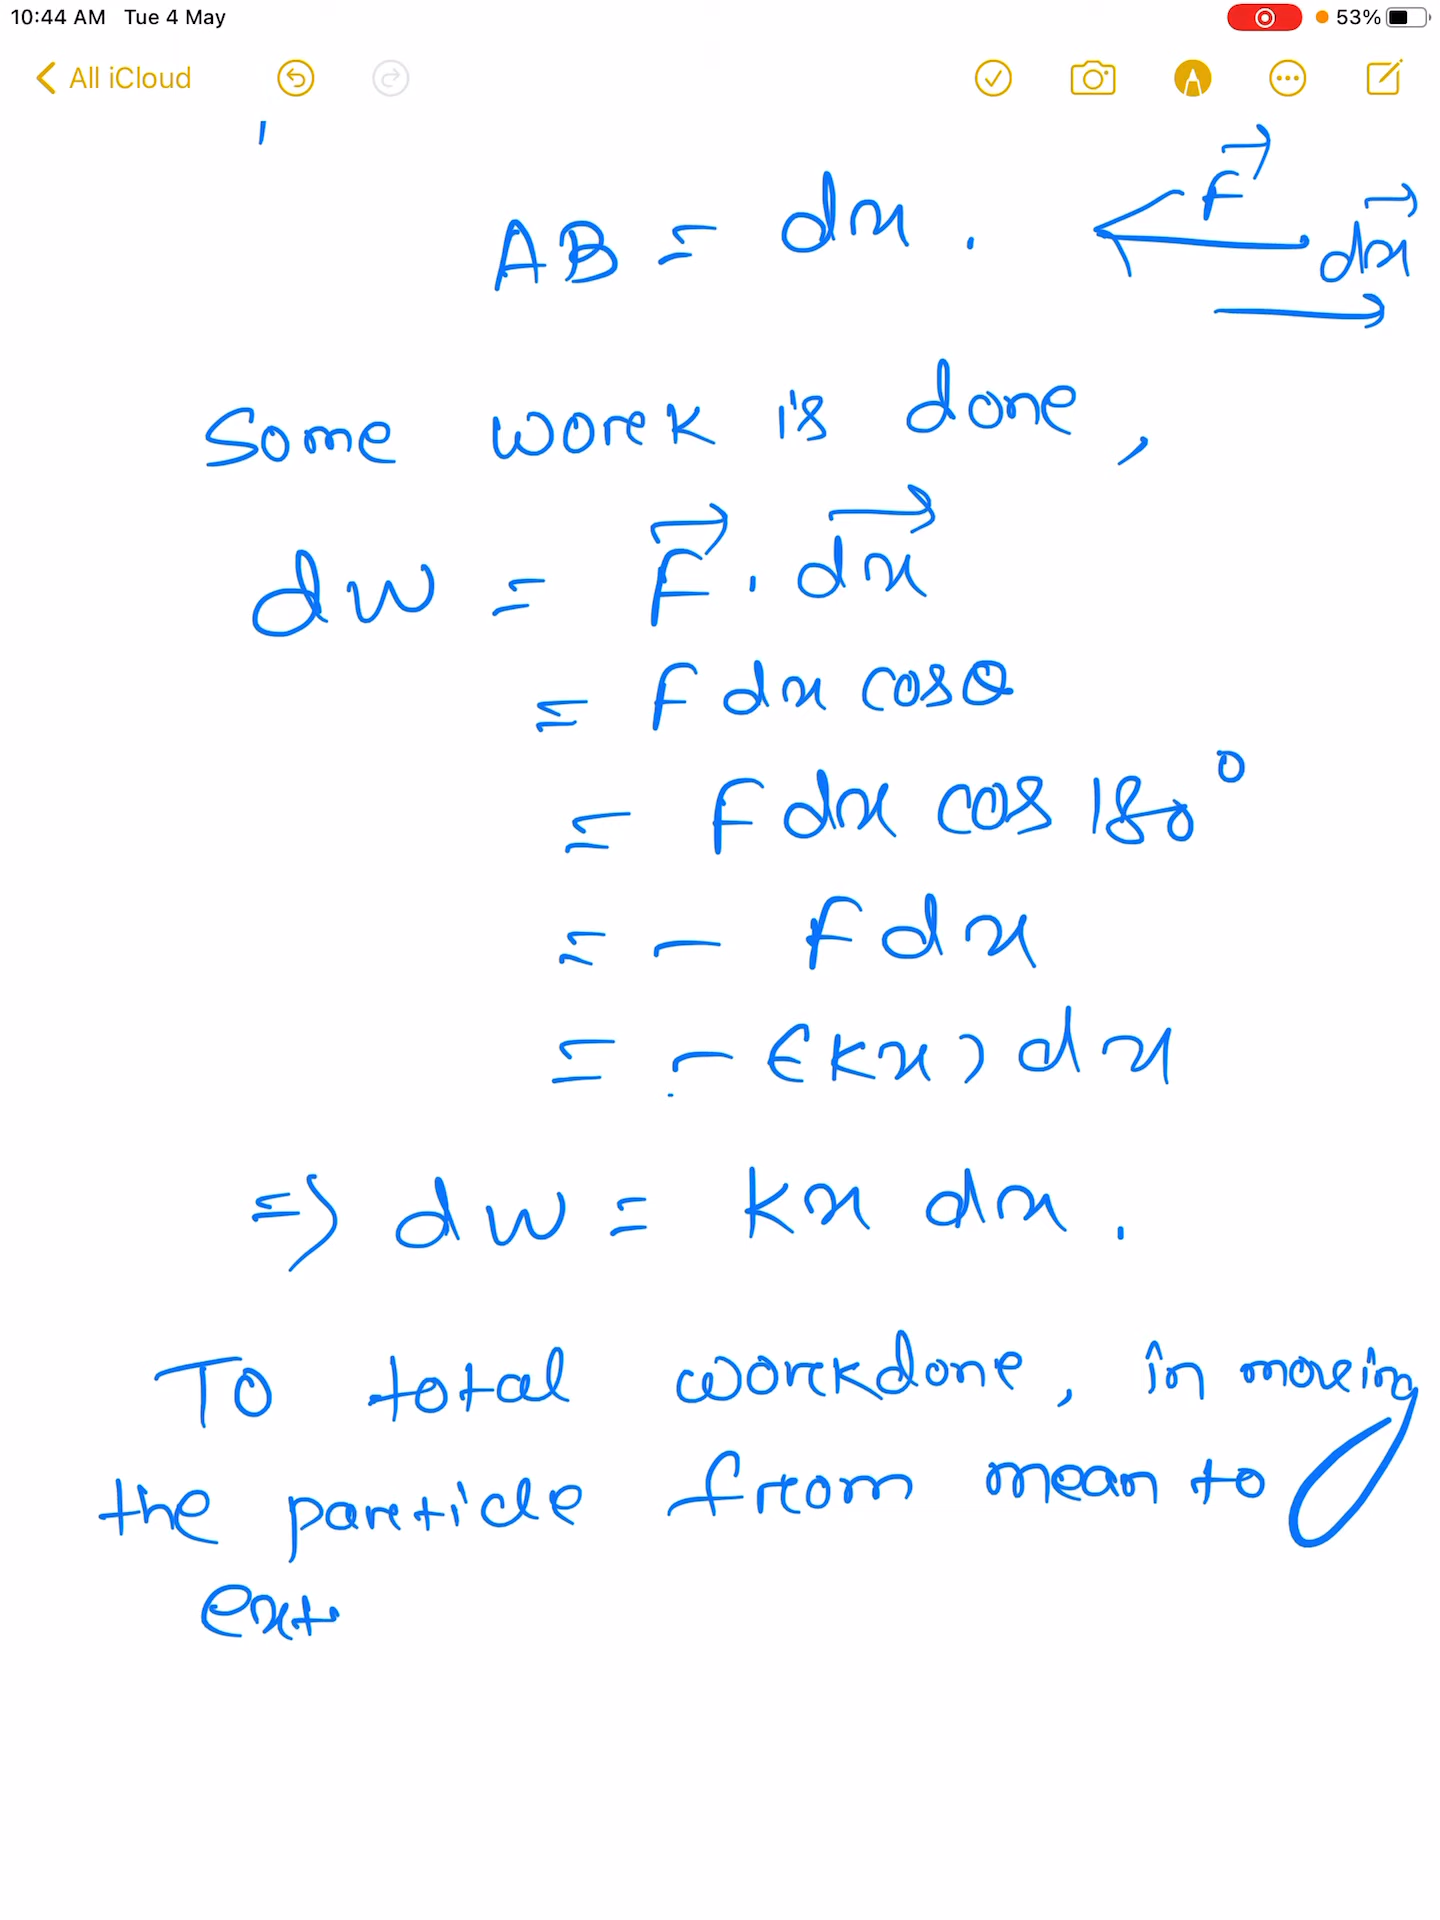 10:44 AM Tue 4 May 53%
All iCloud
AB = dx .
F⃗
dx⃗
Some work is done ,
dw = F⃗ . dx⃗
= F dx cosθ
= F dx cos 180°
= - F dx
= - (-kx) dx
=> dw = kx dx .
To total workdone , in moving
the particle from mean to
ext